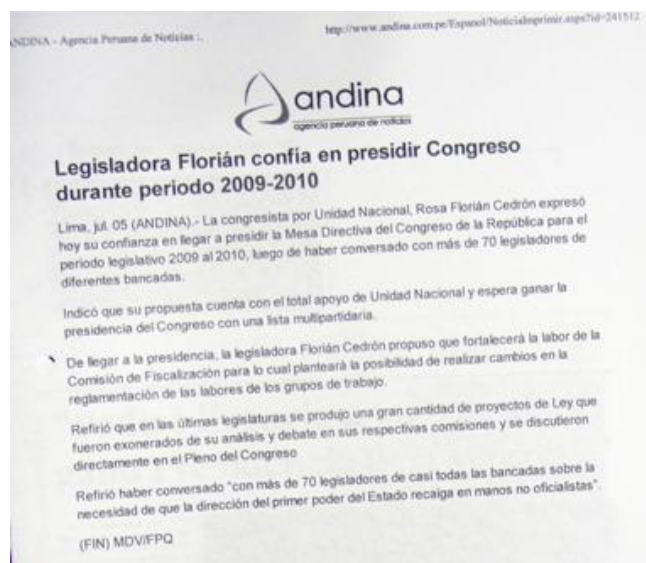 ANDINA - Agencia Peruana de Noticias :.
http://www.andina.com.pe/Espanol/NoticiaImprimir.aspx?id=241512
andina
agencia peruana de noticias
Legisladora Florián confía en presidir Congreso
durante periodo 2009-2010
Lima, jul. 05 (ANDINA).- La congresista por Unidad Nacional, Rosa Florián Cedrón expresó
hoy su confianza en llegar a presidir la Mesa Directiva del Congreso de la República para el
periodo legislativo 2009 al 2010, luego de haber conversado con más de 70 legisladores de
diferentes bancadas.
Indicó que su propuesta cuenta con el total apoyo de Unidad Nacional y espera ganar la
presidencia del Congreso con una lista multipartidaria.
De llegar a la presidencia, la legisladora Florián Cedrón propuso que fortalecerá la labor de la
Comisión de Fiscalización para lo cual planteará la posibilidad de realizar cambios en la
reglamentación de las labores de los grupos de trabajo.
Refirió que en las últimas legislaturas se produjo una gran cantidad de proyectos de Ley que
fueron exonerados de su análisis y debate en sus respectivas comisiones y se discutieron
directamente en el Pleno del Congreso
Refirió haber conversado "con más de 70 legisladores de casi todas las bancadas sobre la
necesidad de que la dirección del primer poder del Estado recaiga en manos no oficialistas".
(FIN) MDV/FPQ